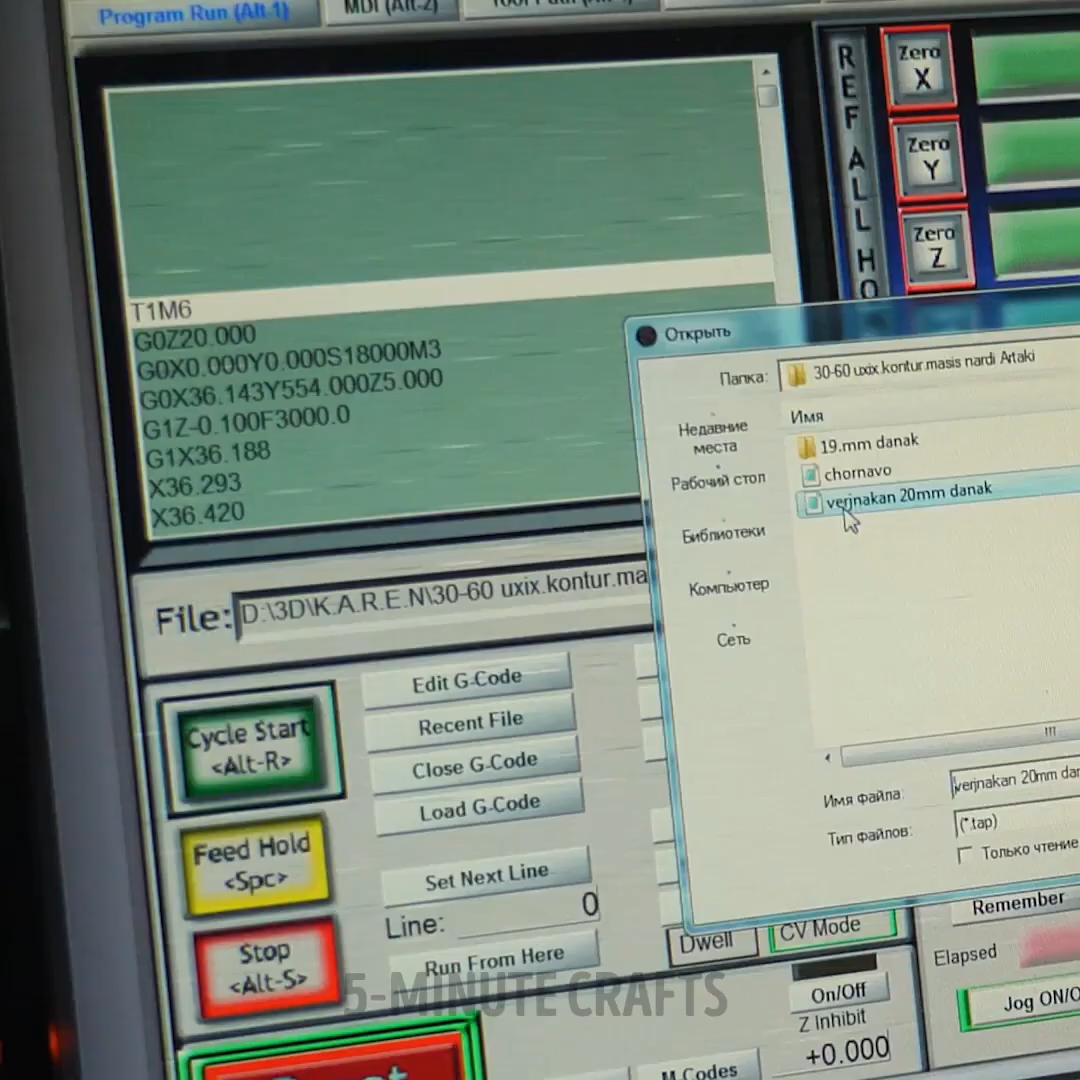 Program Run (Alt-1)
MDI (Alt-2)
REF ALL HO
Zero
X
Zero
Y
Zero
Z
T1M6
G0Z20.000
G0X0.000Y0.000S18000M3
G0X36.143Y554.000Z5.000
G1Z-0.100F3000.0
G1X36.188
X36.293
X36.420
Открыть
Папка:
30-60 uxix.kontur.masis nardi Artaki
Имя
19.mm danak
chornavo
verjnakan 20mm danak
Недавние
места
Рабочий стол
Библиотеки
Компьютер
Сеть
Имя файла:
verjnakan 20mm dan
Тип файлов:
(*.tap)
Только чтение
File:
D:\3D\K.A.R.E.N\30-60 uxix.kontur.ma
Cycle Start
<Alt-R>
Feed Hold
<Spc>
Stop
<Alt-S>
Edit G-Code
Recent File
Close G-Code
Load G-Code
Set Next Line
Line:
0
Run From Here
Dwell
CV Mode
On/Off
Z Inhibit
+0.000
M Codes
Remember
Elapsed
Jog ON/O
5-MINUTE CRAFTS